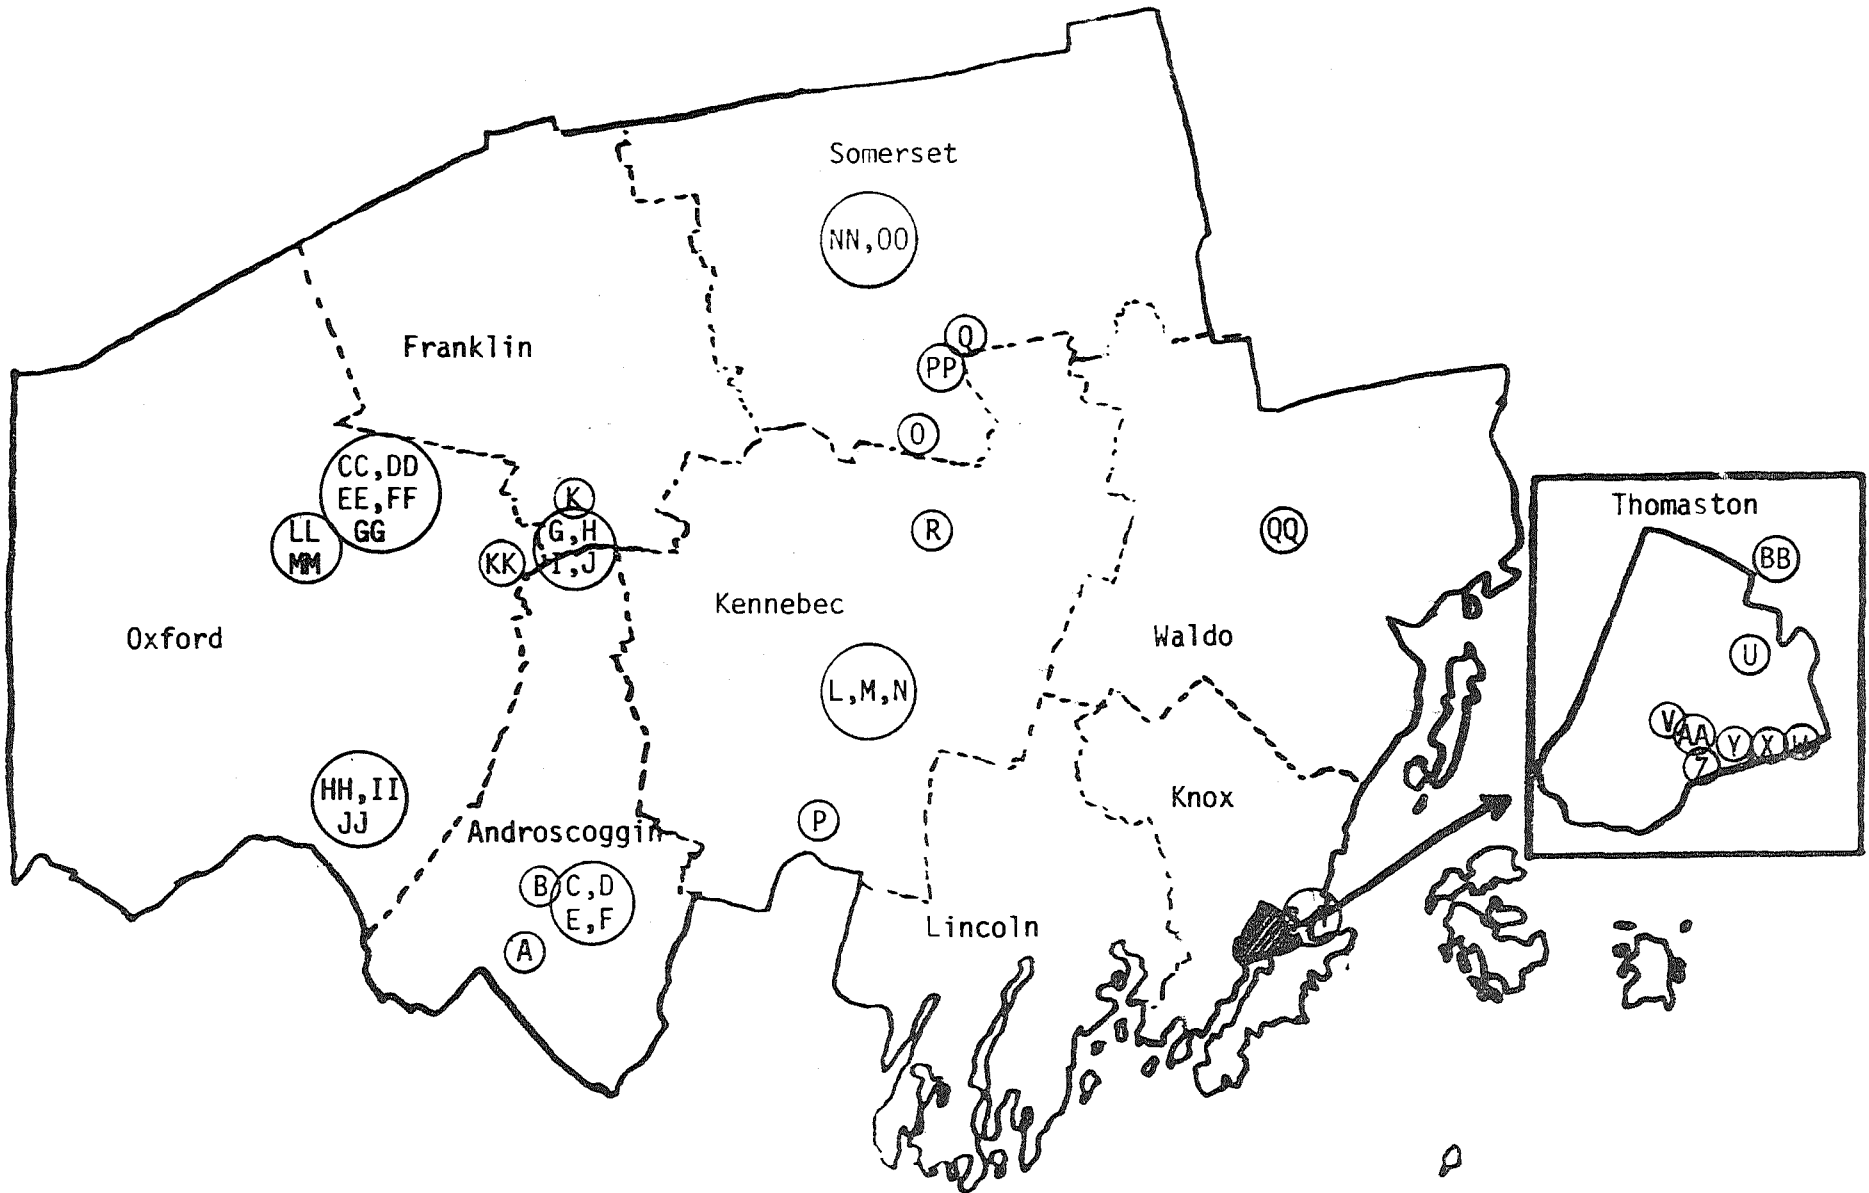 Somerset
NN,OO
Franklin
Q
PP
O
CC,DD
EE,FF
GG
LL
MM
K
G,H
I,J
KK
R
QQ
Thomaston
BB
U
V
AA
Y
X
W
Z
Kennebec
Oxford
Waldo
L,M,N
HH,II
JJ
Androscoggin
P
Knox
B
C,D
E,F
A
Lincoln